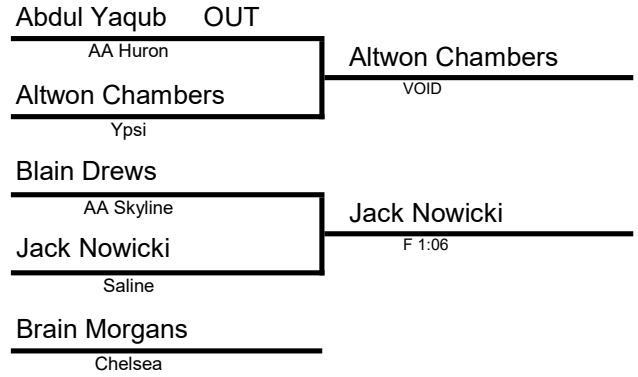 Abdul Yaqub OUT
AA Huron
Altwon Chambers
VOID
Altwon Chambers
Ypsi
Blain Drews
AA Skyline
Jack Nowicki
F 1:06
Jack Nowicki
Saline
Brain Morgans
Chelsea